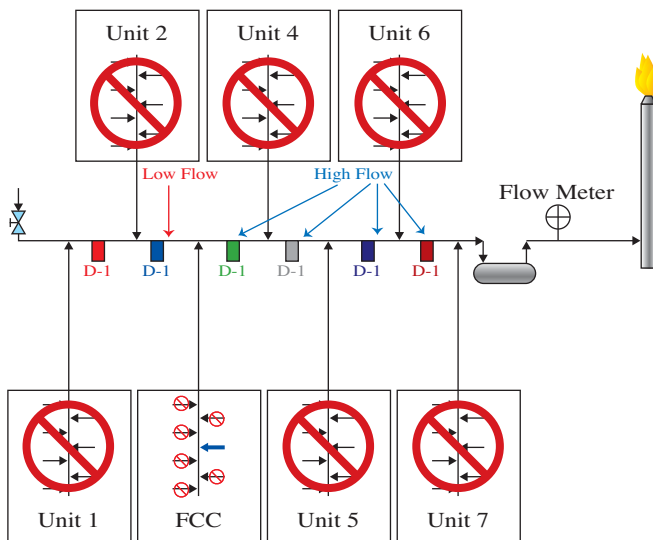 Unit 2
Unit 4
Unit 6
Low Flow
High Flow
Flow Meter
D-1
D-1
D-1
D-1
D-1
D-1
Unit 1
FCC
Unit 5
Unit 7